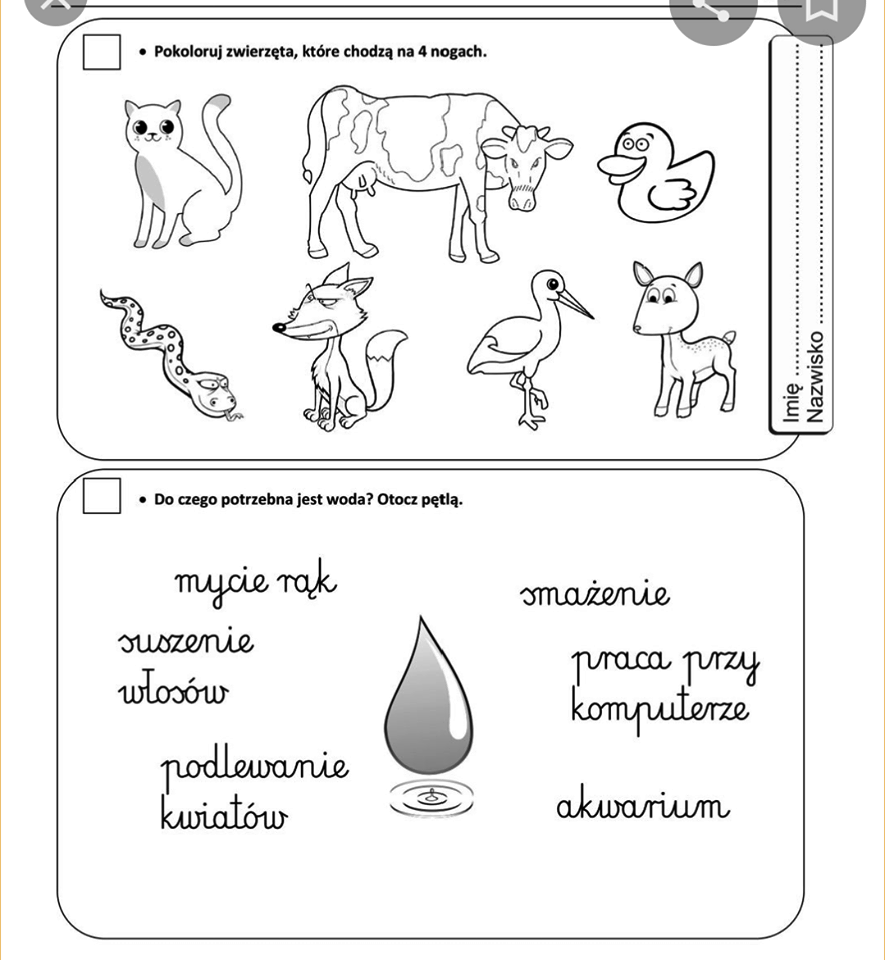 • Pokoloruj zwierzęta, które chodzą na 4 nogach.
Imię ........................
Nazwisko ........................
• Do czego potrzebna jest woda? Otocz pętlą.
mycie rąk
smażenie
suszenie
włosów
praca przy
komputerze
podlewanie
kwiatów
akwarium